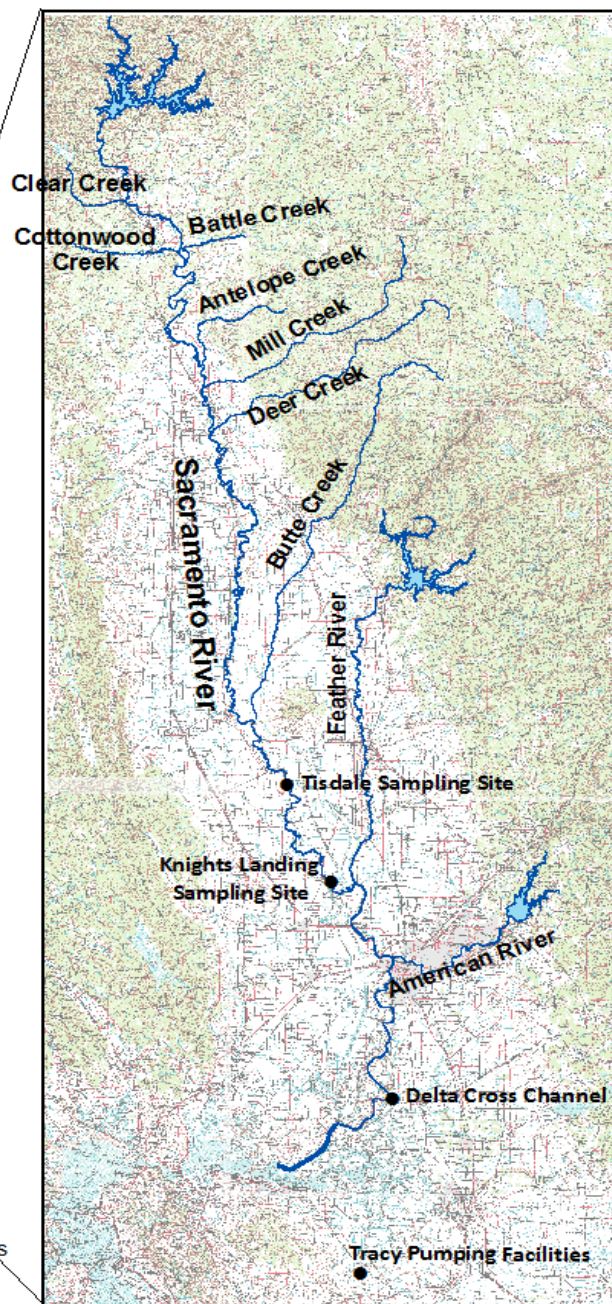 Clear Creek
Battle Creek
Cottonwood
Creek
Antelope Creek
Mill Creek
Deer Creek
Sacramento River
Butte Creek
Feather River
Tisdale Sampling Site
Knights Landing
Sampling Site
American River
Delta Cross Channel
s
Tracy Pumping Facilities